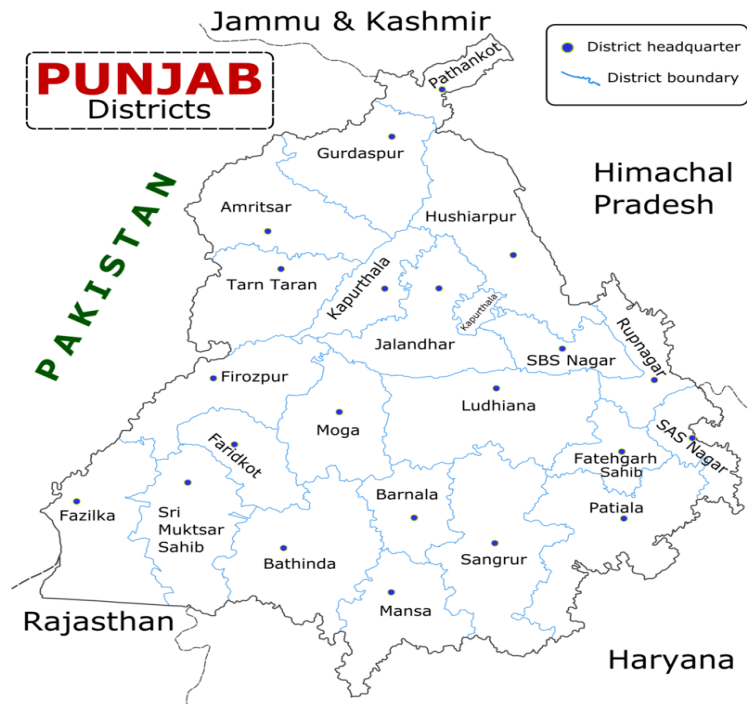 Jammu & Kashmir
PUNJAB
Districts
District headquarter
District boundary
Pathankot
Gurdaspur
Himachal
Pradesh
PAKISTAN
Amritsar
Hushiarpur
Tarn Taran
Kapurthala
Kapurthala
Jalandhar
SBS Nagar
Rupnagar
Firozpur
Ludhiana
Moga
SAS Nagar
Faridkot
Fatehgarh
Sahib
Fazilka
Sri
Muktsar
Sahib
Barnala
Patiala
Bathinda
Sangrur
Mansa
Rajasthan
Haryana